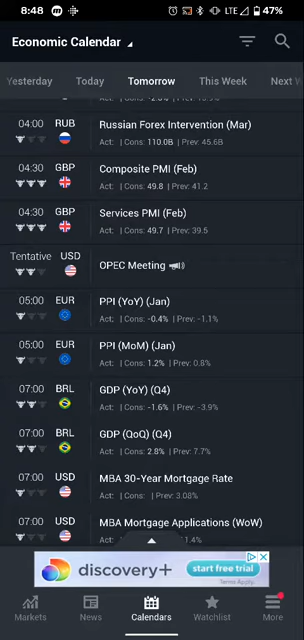 8:48
LTE 47%
Economic Calendar
Yesterday Today Tomorrow This Week Next W
04:00 RUB Russian Forex Intervention (Mar)
Act: | Cons: 110.0B | Prev: 45.6B
04:30 GBP Composite PMI (Feb)
Act: | Cons: 49.8 | Prev: 41.2
04:30 GBP Services PMI (Feb)
Act: | Cons: 49.7 | Prev: 39.5
Tentative USD OPEC Meeting
05:00 EUR PPI (YoY) (Jan)
Act: | Cons: -0.4% | Prev: -1.1%
05:00 EUR PPI (MoM) (Jan)
Act: | Cons: 1.2% | Prev: 0.8%
07:00 BRL GDP (YoY) (Q4)
Act: | Cons: -1.6% | Prev: -3.9%
07:00 BRL GDP (QoQ) (Q4)
Act: | Cons: 2.8% | Prev: 7.7%
07:00 USD MBA 30-Year Mortgage Rate
Act: | Cons: | Prev: 3.08%
07:00 USD MBA Mortgage Applications (WoW)
discovery+ start free trial
Terms Apply.
Markets News Calendars Watchlist More